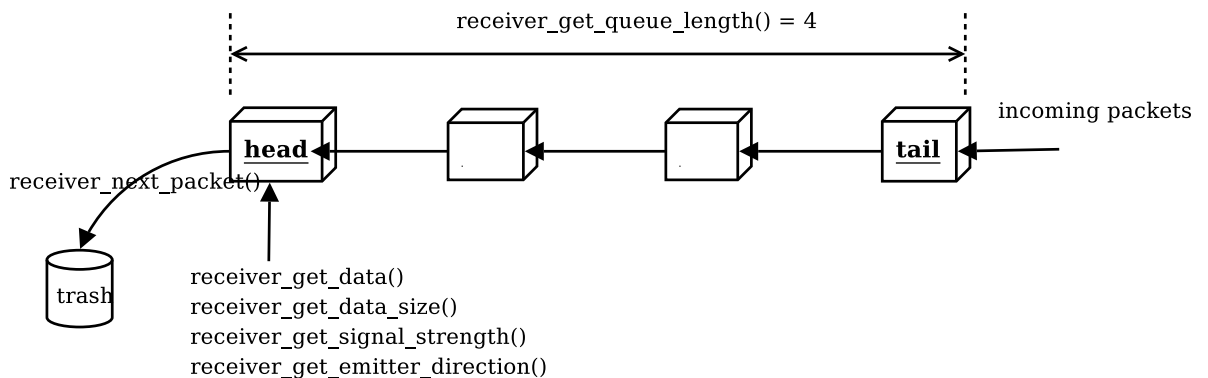 receiver_get_queue_length() = 4
incoming packets
head
tail
receiver_next_packet()
trash
receiver_get_data()
receiver_get_data_size()
receiver_get_signal_strength()
receiver_get_emitter_direction()